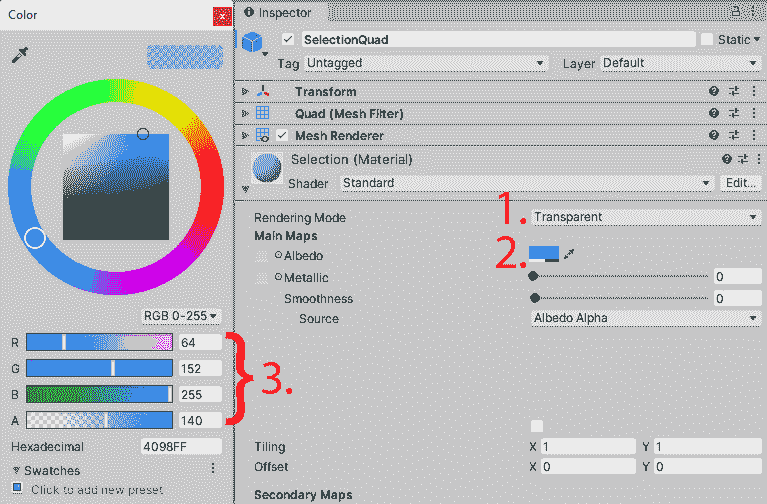 Color
RGB 0-255
R 64
G 152
B 255
A 140
Hexadecimal 4098FF
Swatches
Click to add new preset
3.
Inspector
SelectionQuad Static
Tag Untagged Layer Default
Transform
Quad (Mesh Filter)
Mesh Renderer
Selection (Material)
Shader Standard Edit...
Rendering Mode 1. Transparent
Main Maps
Albedo 2.
Metallic 0
Smoothness 0
Source Albedo Alpha
Tiling X 1 Y 1
Offset X 0 Y 0
Secondary Maps